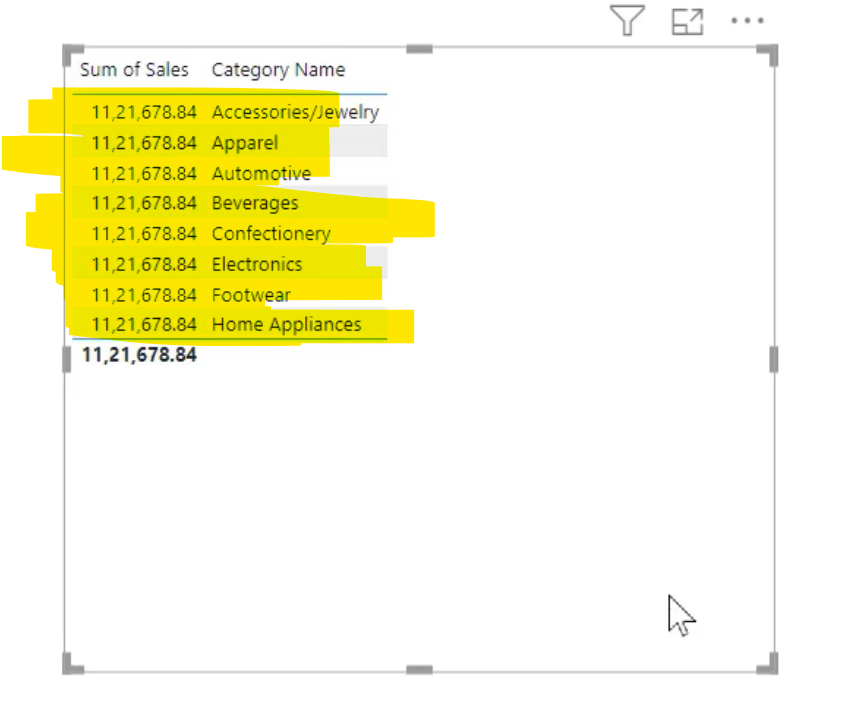 Sum of Sales Category Name
11,21,678.84 Accessories/Jewelry
11,21,678.84 Apparel
11,21,678.84 Automotive
11,21,678.84 Beverages
11,21,678.84 Confectionery
11,21,678.84 Electronics
11,21,678.84 Footwear
11,21,678.84 Home Appliances
11,21,678.84